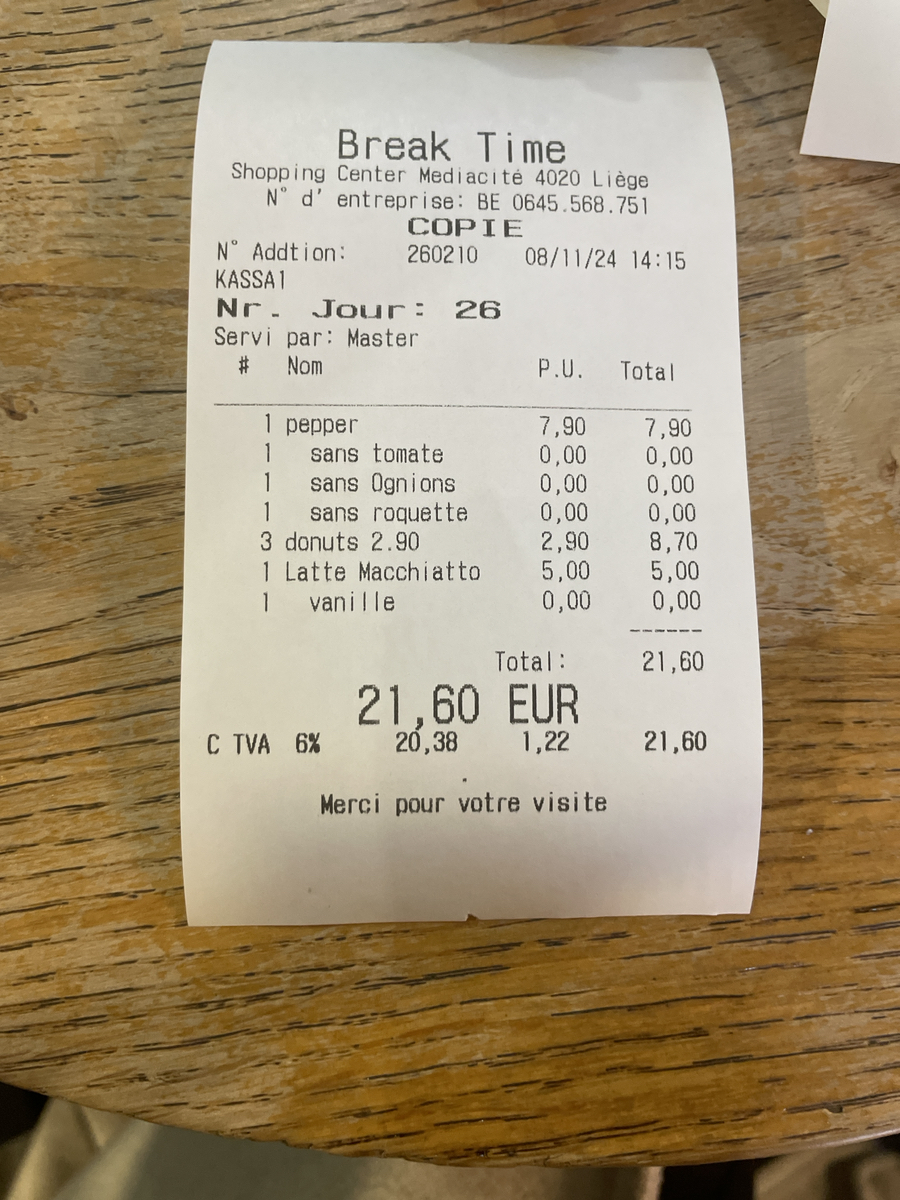 Break Time
Shopping Center Mediacité 4020 Liège
N° d' entreprise: BE 0645.568.751
COPIE
N° Addtion: 260210 08/11/24 14:15
KASSA1
Nr. Jour: 26
Servi par: Master
# Nom P.U. Total
1 pepper 7,90 7,90
1 sans tomate 0,00 0,00
1 sans Ognions 0,00 0,00
1 sans roquette 0,00 0,00
3 donuts 2.90 2,90 8,70
1 Latte Macchiatto 5,00 5,00
1 vanille 0,00 0,00
------
Total: 21,60
21,60 EUR
C TVA 6% 20,38 1,22 21,60
Merci pour votre visite